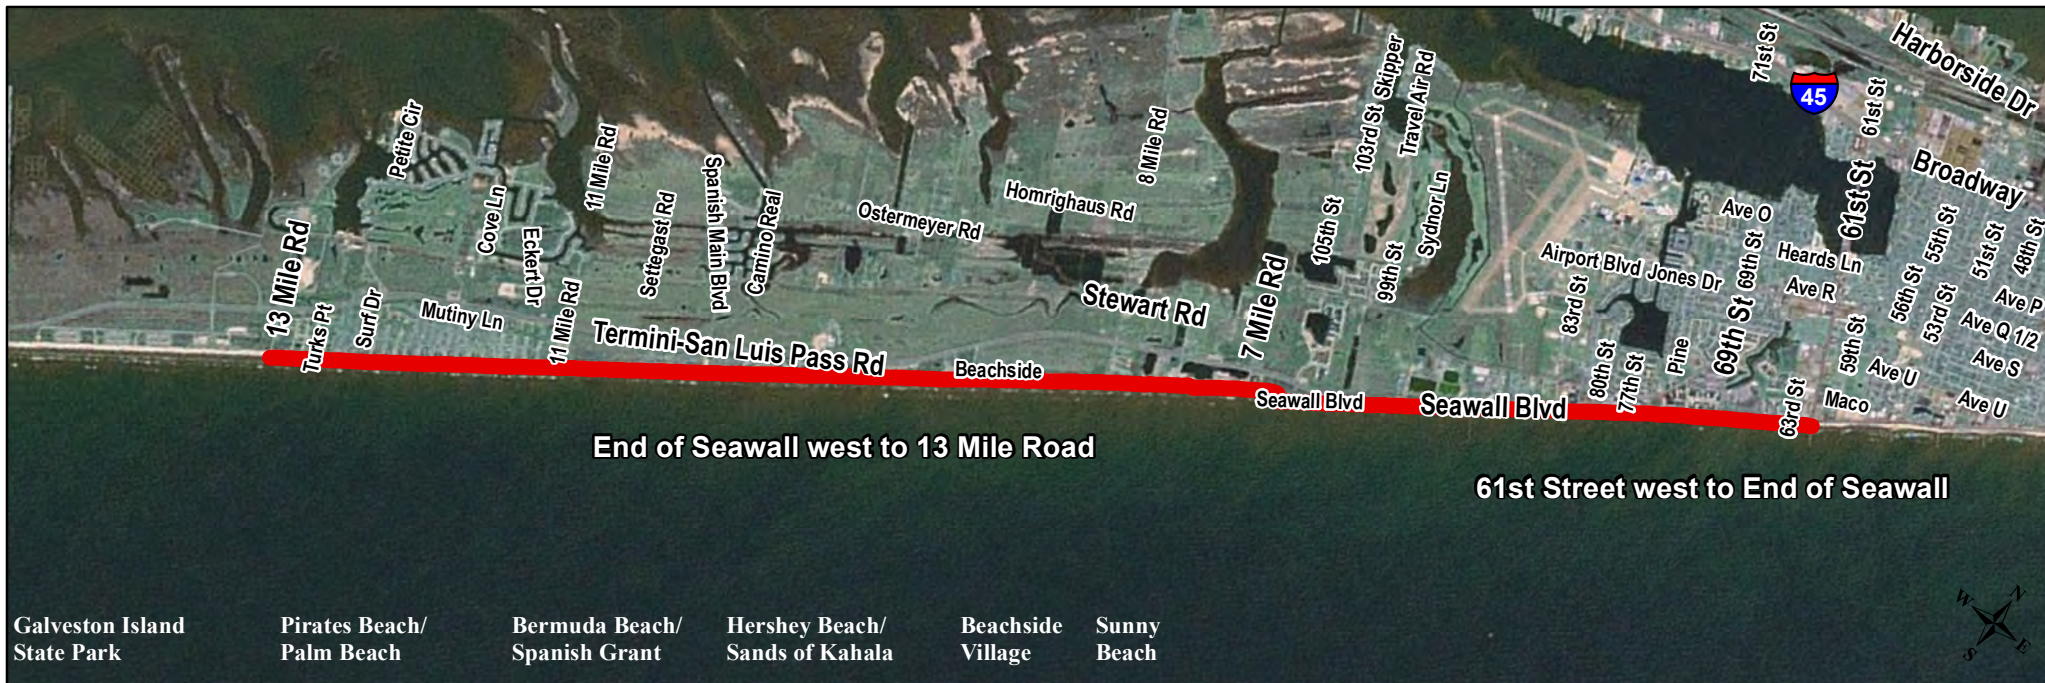 Harborside Dr
71st St
45
61st St
Broadway
61st St
Petite Cir
11 Mile Rd
Spanish Main Blvd
Settegast Rd
Camino Real
Ostermeyer Rd
Homrighaus Rd
8 Mile Rd
103rd St
Skipper
Travel Air Rd
Sydnor Ln
105th St
99th St
Ave O
69th St
Heards Ln
55th St
51st St
48th St
Airport Blvd
Jones Dr
Ave R
56th St
53rd St
Ave P
Ave Q 1/2
Ave S
13 Mile Rd
Cove Ln
Eckert Dr
Turks Pt
Surf Dr
Mutiny Ln
11 Mile Rd
Termini-San Luis Pass Rd
Beachside
Stewart Rd
7 Mile Rd
83rd St
80th St
77th St
Pine
69th St
59th St
Ave U
Ave U
Maco
63rd St
Seawall Blvd
Seawall Blvd
End of Seawall west to 13 Mile Road
61st Street west to End of Seawall
Galveston Island
State Park
Pirates Beach/
Palm Beach
Bermuda Beach/
Spanish Grant
Hershey Beach/
Sands of Kahala
Beachside
Village
Sunny
Beach
N
W
E
S